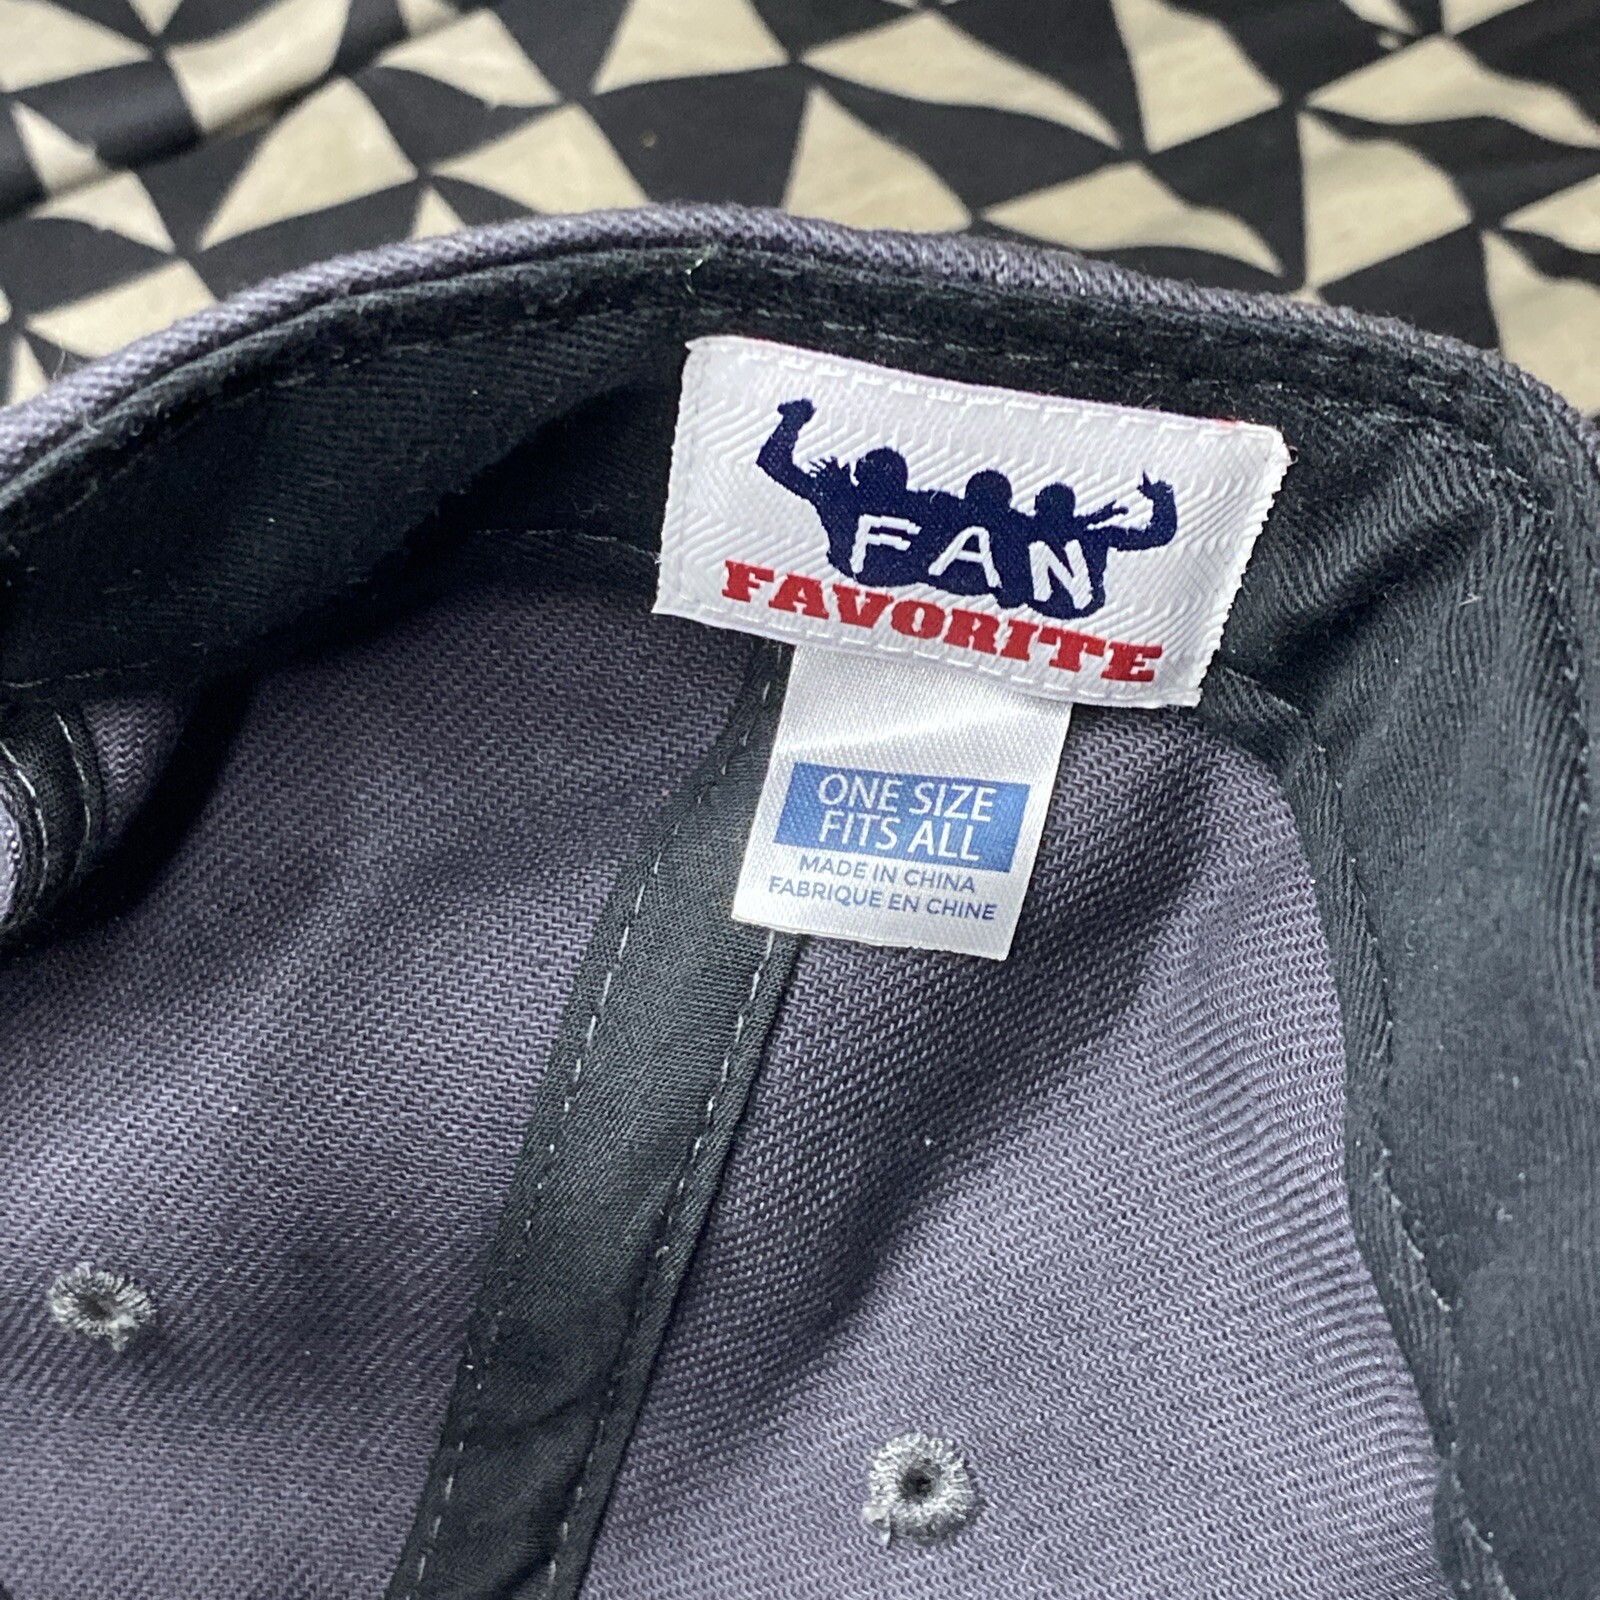 FAN
FAVORITE
ONE SIZE
FITS ALL
MADE IN CHINA
FABRIQUE EN CHINE